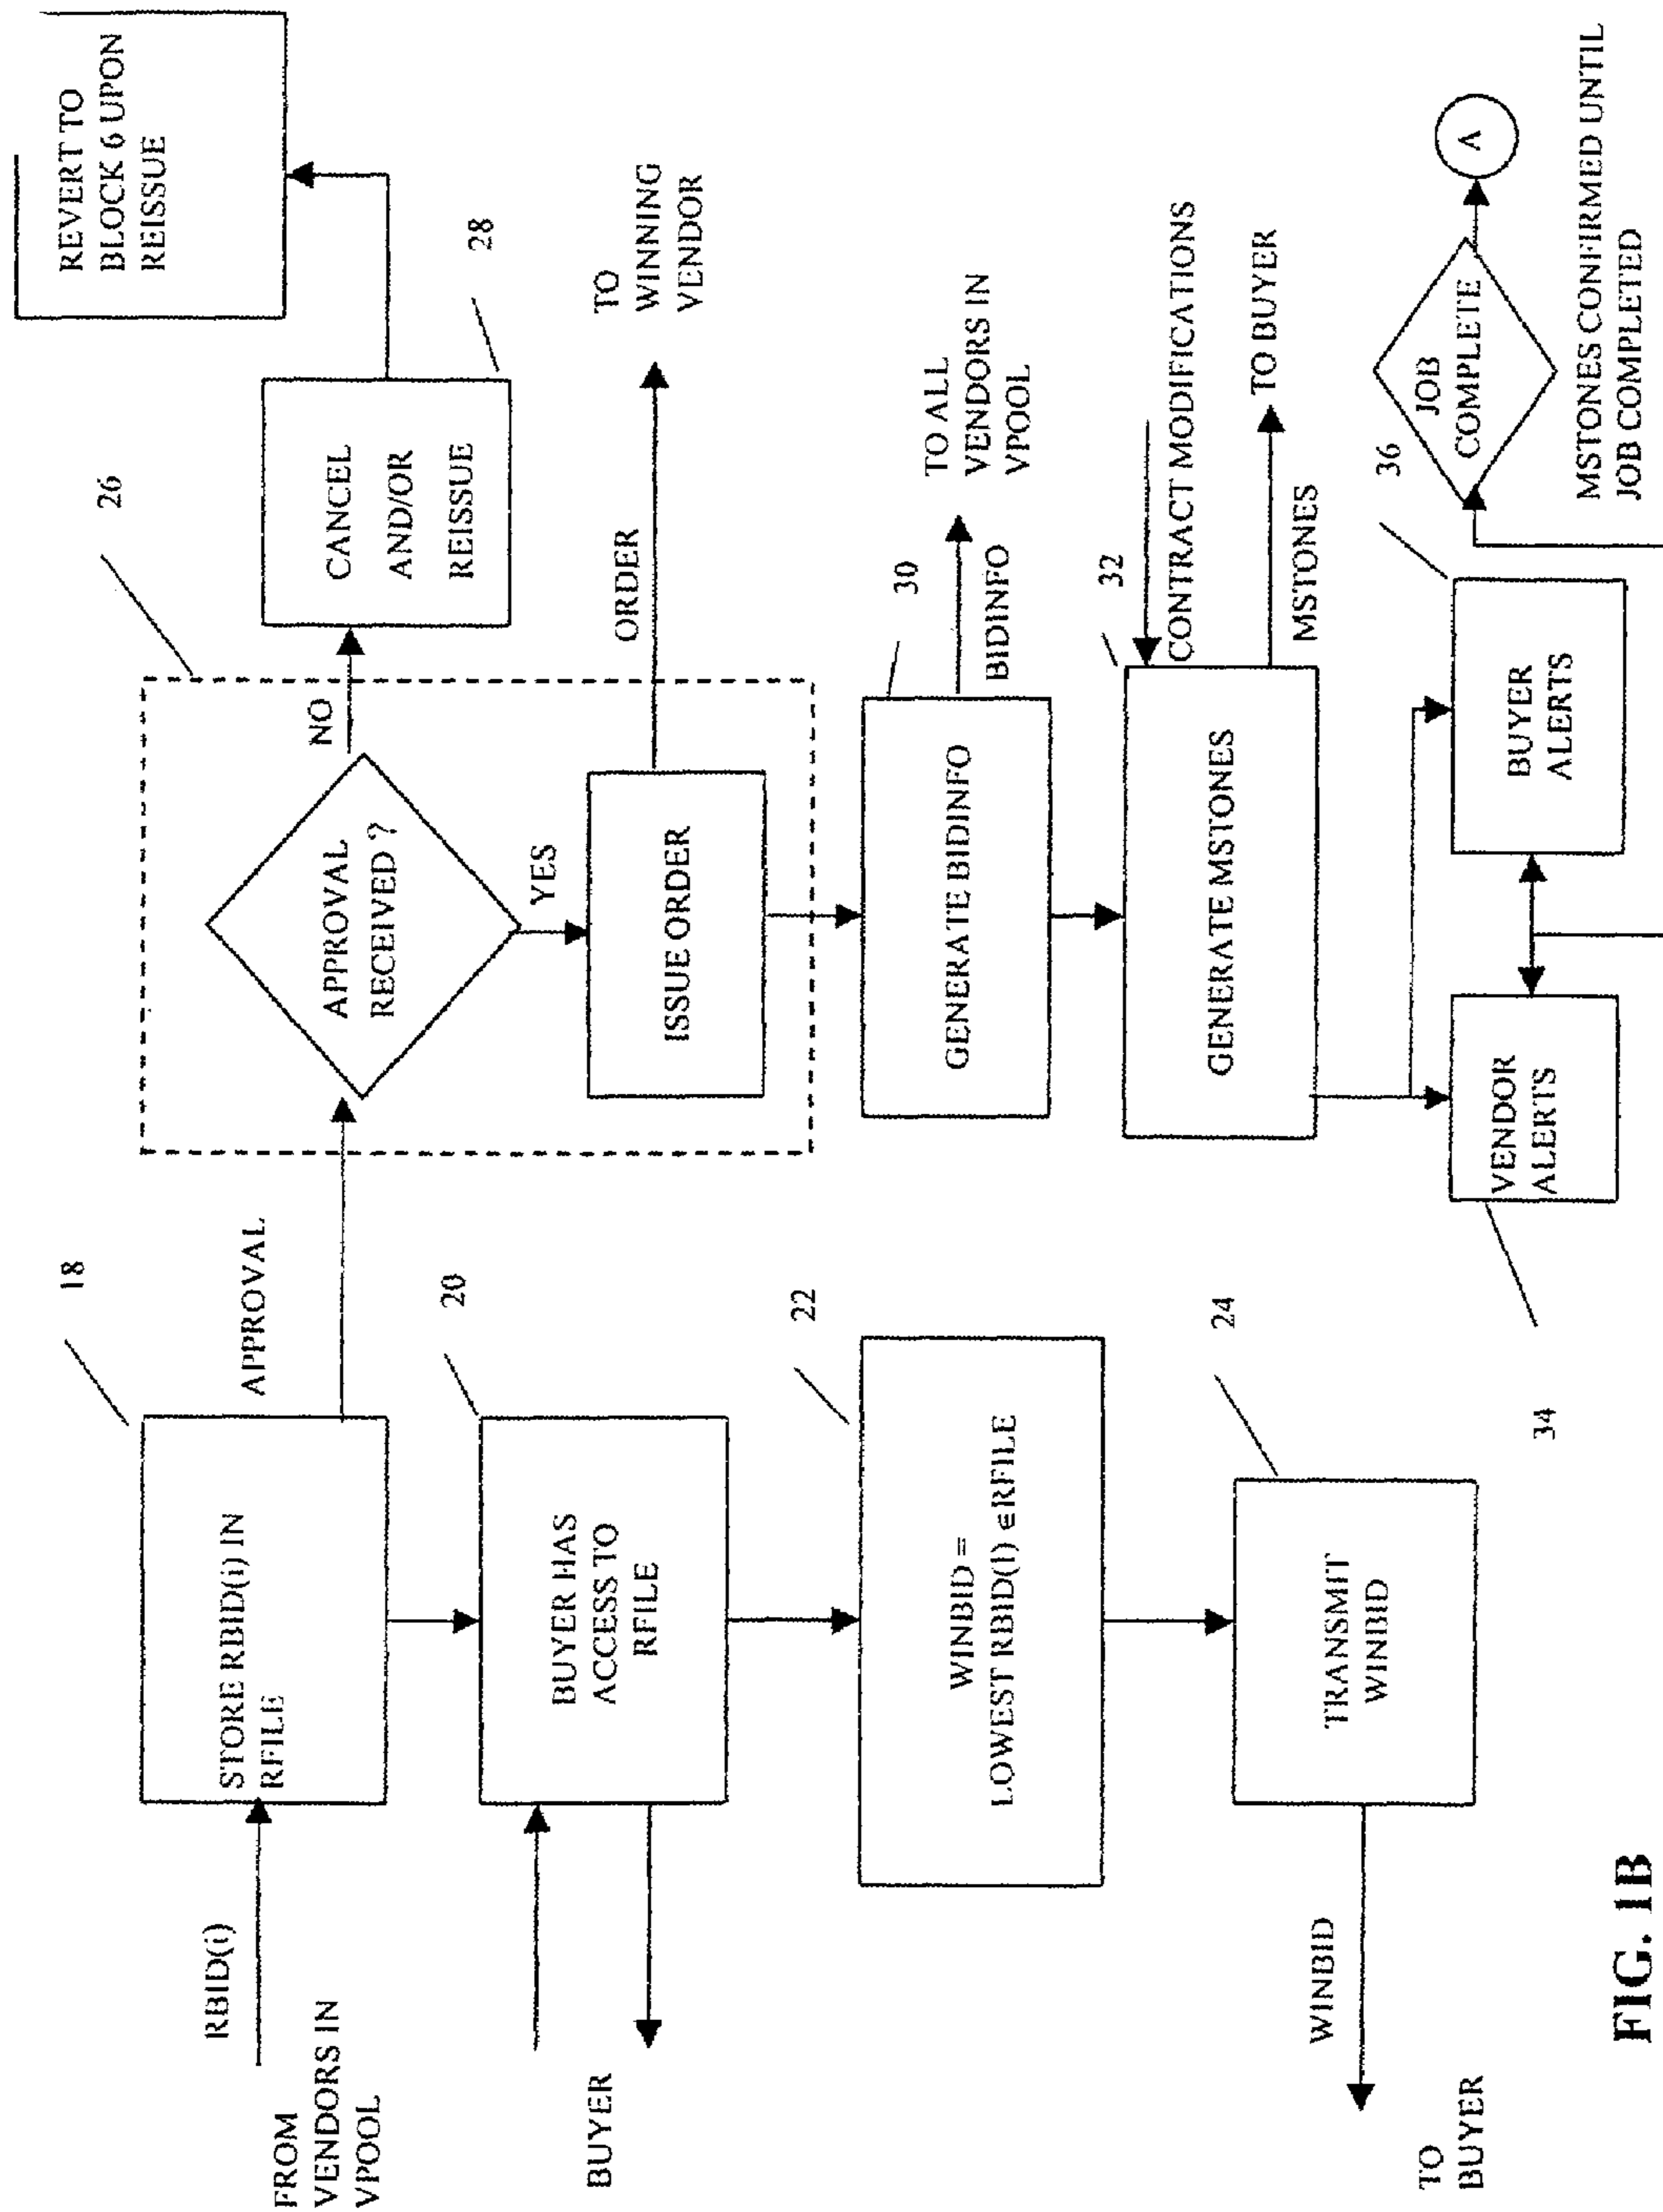 FROM
VENDORS IN
VPOOL
RBID(i)
18
STORE RBID(i) IN
RFILE
APPROVAL
BUYER
20
BUYER HAS
ACCESS TO
RFILE
22
WINBID =
LOWEST RBID(I) ∈ RFILE
24
TRANSMIT
WINBID
WINBID
TO
BUYER
26
APPROVAL
RECEIVED ?
NO
YES
CANCEL
AND/OR
REISSUE
28
REVERT TO
BLOCK 6 UPON
REISSUE
ISSUE ORDER
ORDER
TO
WINNING
VENDOR
30
GENERATE BIDINFO
BIDINFO
TO ALL
VENDORS IN
VPOOL
32
GENERATE MSTONES
CONTRACT MODIFICATIONS
MSTONES
TO BUYER
34
VENDOR
ALERTS
36
BUYER
ALERTS
JOB
COMPLETE
A
MSTONES CONFIRMED UNTIL
JOB COMPLETED
FIG. 1B